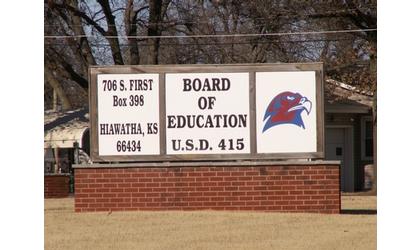 706 S. FIRST
Box 398
HIAWATHA, KS
66434
BOARD
OF
EDUCATION
U.S.D. 415